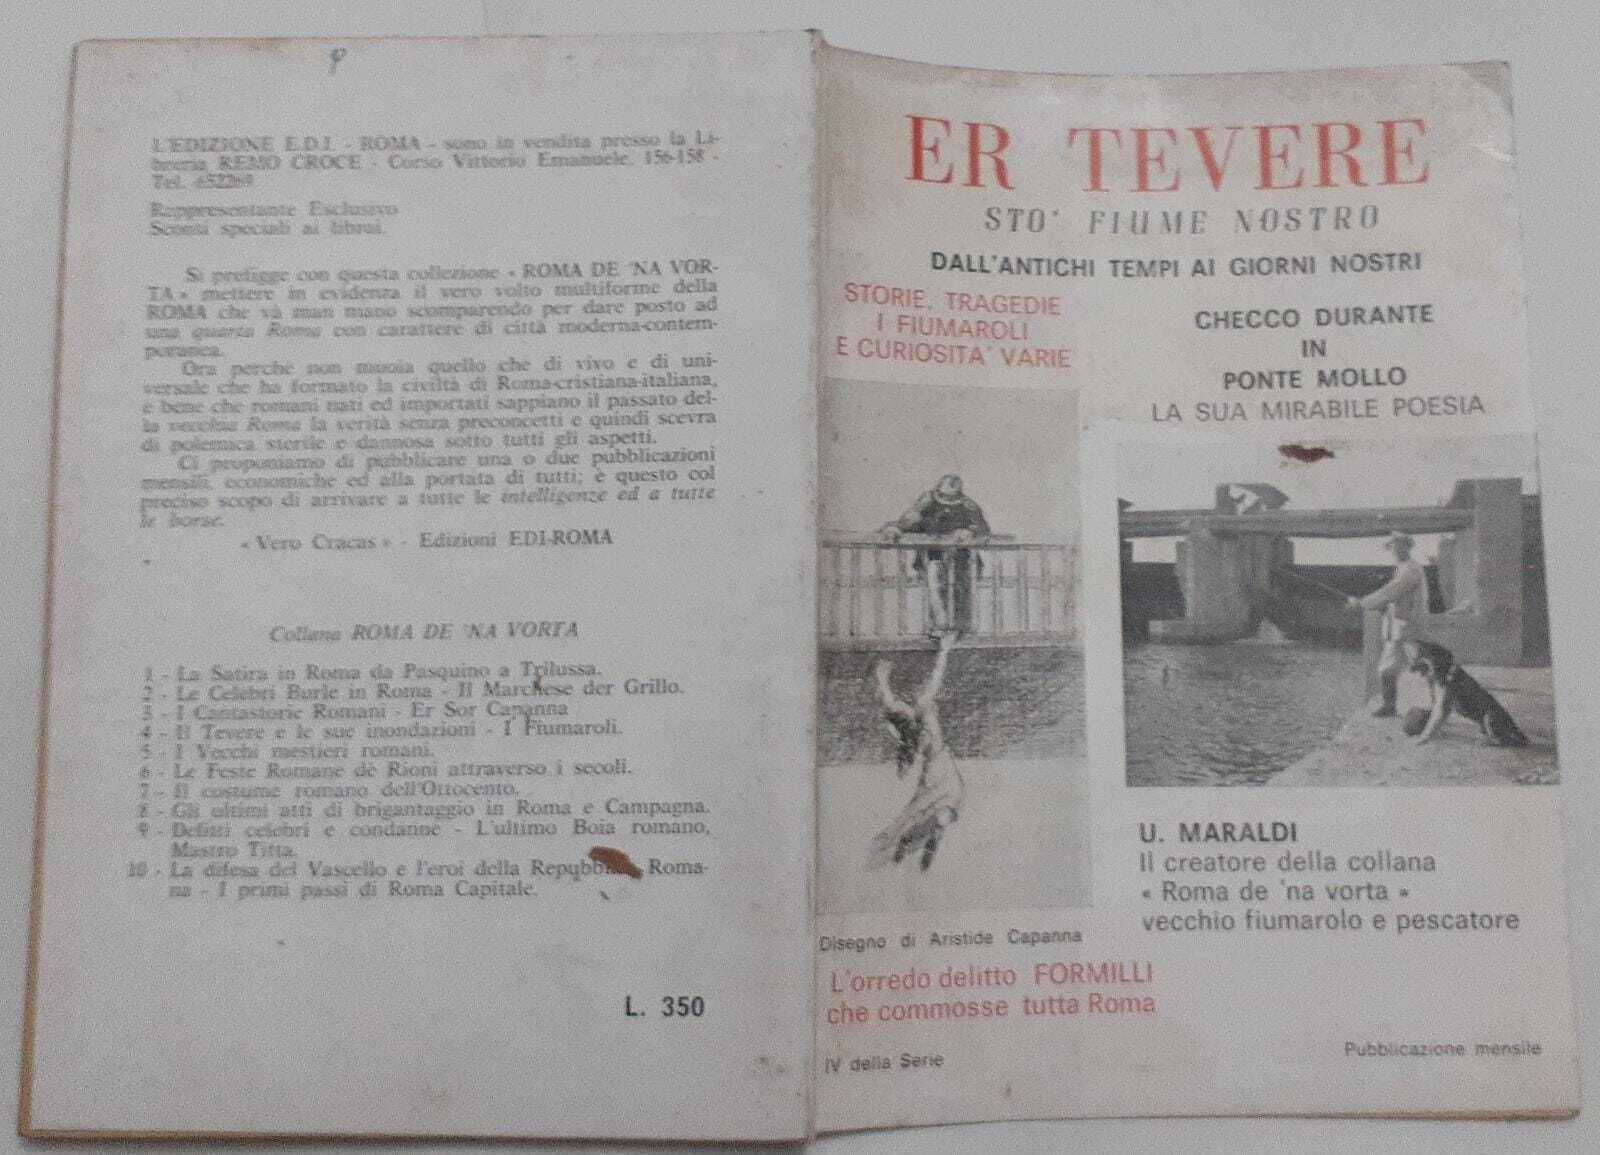 L'EDIZIONE E.D.I. - ROMA - sono in vendita presso la Li-
breria REMO CROCE - Corso Vittorio Emanuele, 156-158 -
Tel. 652269
Rappresentante Esclusivo
Sconti speciali ai librai.
Si prefigge con questa collezione « ROMA DE 'NA VOR-
TA » mettere in evidenza il vero volto multiforme della
ROMA che và man mano scomparendo per dare posto ad
una quarta Roma con carattere di città moderna-contem-
poranea.
Ora perchè non muoia quello che di vivo e di uni-
versale che ha formato la civiltà di Roma-cristiana-italiana,
è bene che romani nati ed importati sappiano il passato del-
la vecchia Roma la verità senza preconcetti e quindi scevra
di polemica sterile e dannosa sotto tutti gli aspetti.
Ci proponiamo di pubblicare una o due pubblicazioni
mensili, economiche ed alla portata di tutti; è questo col
preciso scopo di arrivare a tutte le intelligenze ed a tutte
le borse.
« Vero Cracas » - Edizioni EDI-ROMA
Collana ROMA DE 'NA VORTA
1 - La Satira in Roma da Pasquino a Trilussa.
2 - Le Celebri Burle in Roma - Il Marchese der Grillo.
3 - I Cantastorie Romani - Er Sor Capanna
4 - Il Tevere e le sue inondazioni - I Fiumaroli.
5 - I Vecchi mestieri romani.
6 - Le Feste Romane dè Rioni attraverso i secoli.
7 - Il costume romano dell'Ottocento.
8 - Gli ultimi atti di brigantaggio in Roma e Campagna.
9 - Delitti celebri e condanne - L'ultimo Boia romano,
Mastro Titta.
10 - La difesa del Vascello e l'eroi della Roma-
na - I primi passi di Roma Capitale.
L. 350
ER TEVERE
STO' FIUME NOSTRO
DALL'ANTICHI TEMPI AI GIORNI NOSTRI
STORIE, TRAGEDIE
I FIUMAROLI
E CURIOSITA' VARIE
CHECCO DURANTE
IN
PONTE MOLLO
LA SUA MIRABILE POESIA
U. MARALDI
Il creatore della collana
« Roma de 'na vorta »
vecchio fiumarolo e pescatore
Disegno di Aristide Capanna
L'orredo delitto FORMILLI
che commosse tutta Roma
IV della Serie
Pubblicazione mensile